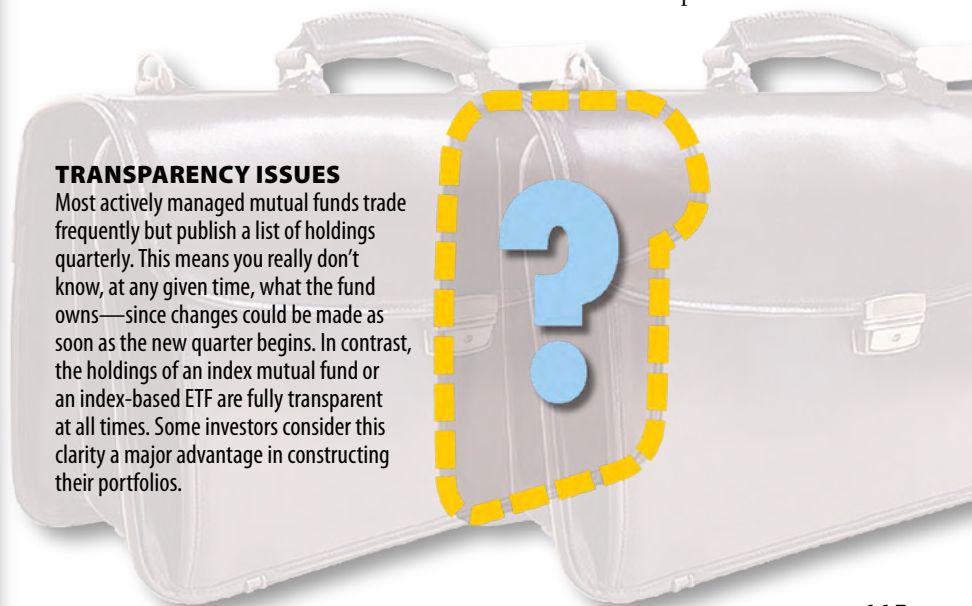 TRANSPARENCY ISSUES
Most actively managed mutual funds trade
frequently but publish a list of holdings
quarterly. This means you really don't
know, at any given time, what the fund
owns—since changes could be made as
soon as the new quarter begins. In contrast,
the holdings of an index mutual fund or
an index-based ETF are fully transparent
at all times. Some investors consider this
clarity a major advantage in constructing
their portfolios.
?